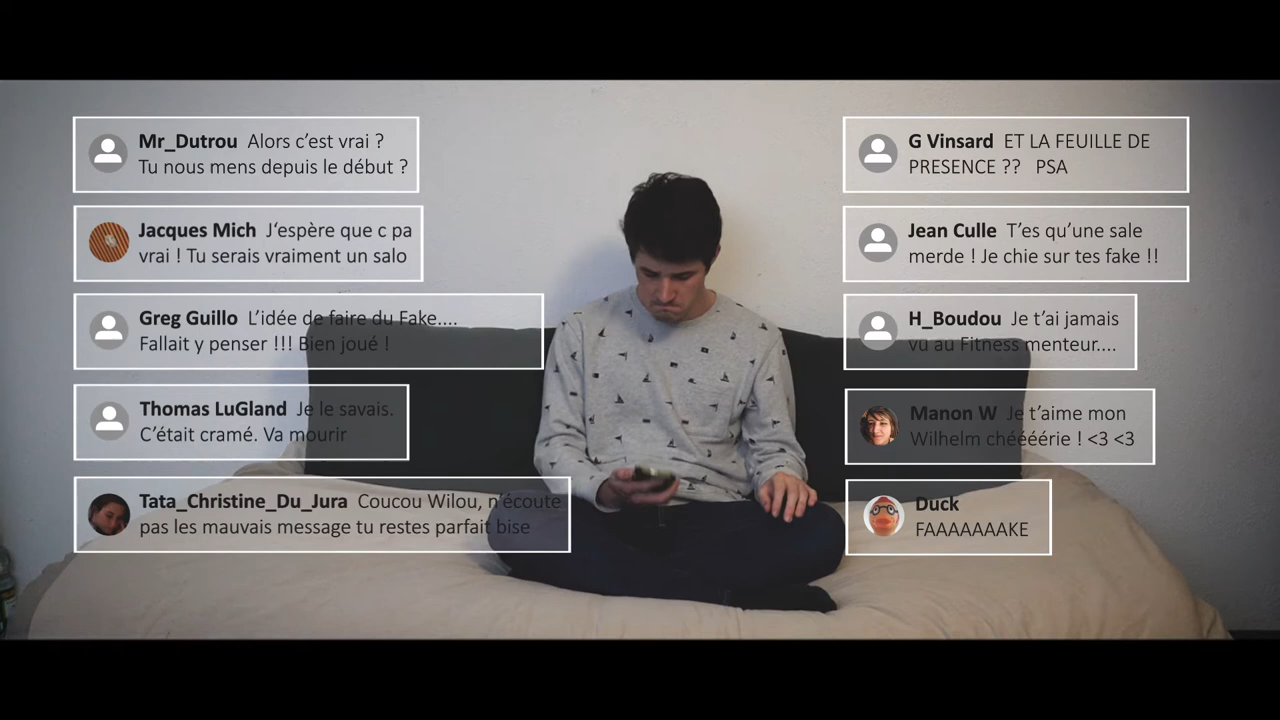 Mr_Dutrou Alors c'est vrai ?
Tu nous mens depuis le début ?
Jacques Mich J'espère que c pa
vrai ! Tu serais vraiment un salo
Greg Guillo L'idée de faire du Fake....
Fallait y penser !!! Bien joué !
Thomas LuGland Je le savais.
C'était cramé. Va mourir
Tata_Christine_Du_Jura Coucou Wilou, n'écoute
pas les mauvais message tu restes parfait bise
G Vinsard ET LA FEUILLE DE
PRESENCE ?? PSA
Jean Culle T'es qu'une sale
merde ! Je chie sur tes fake !!
H_Boudou Je t'ai jamais
vu au Fitness menteur....
Manon W Je t'aime mon
Wilhelm chéééérie ! <3 <3
Duck
FAAAAAAAKE